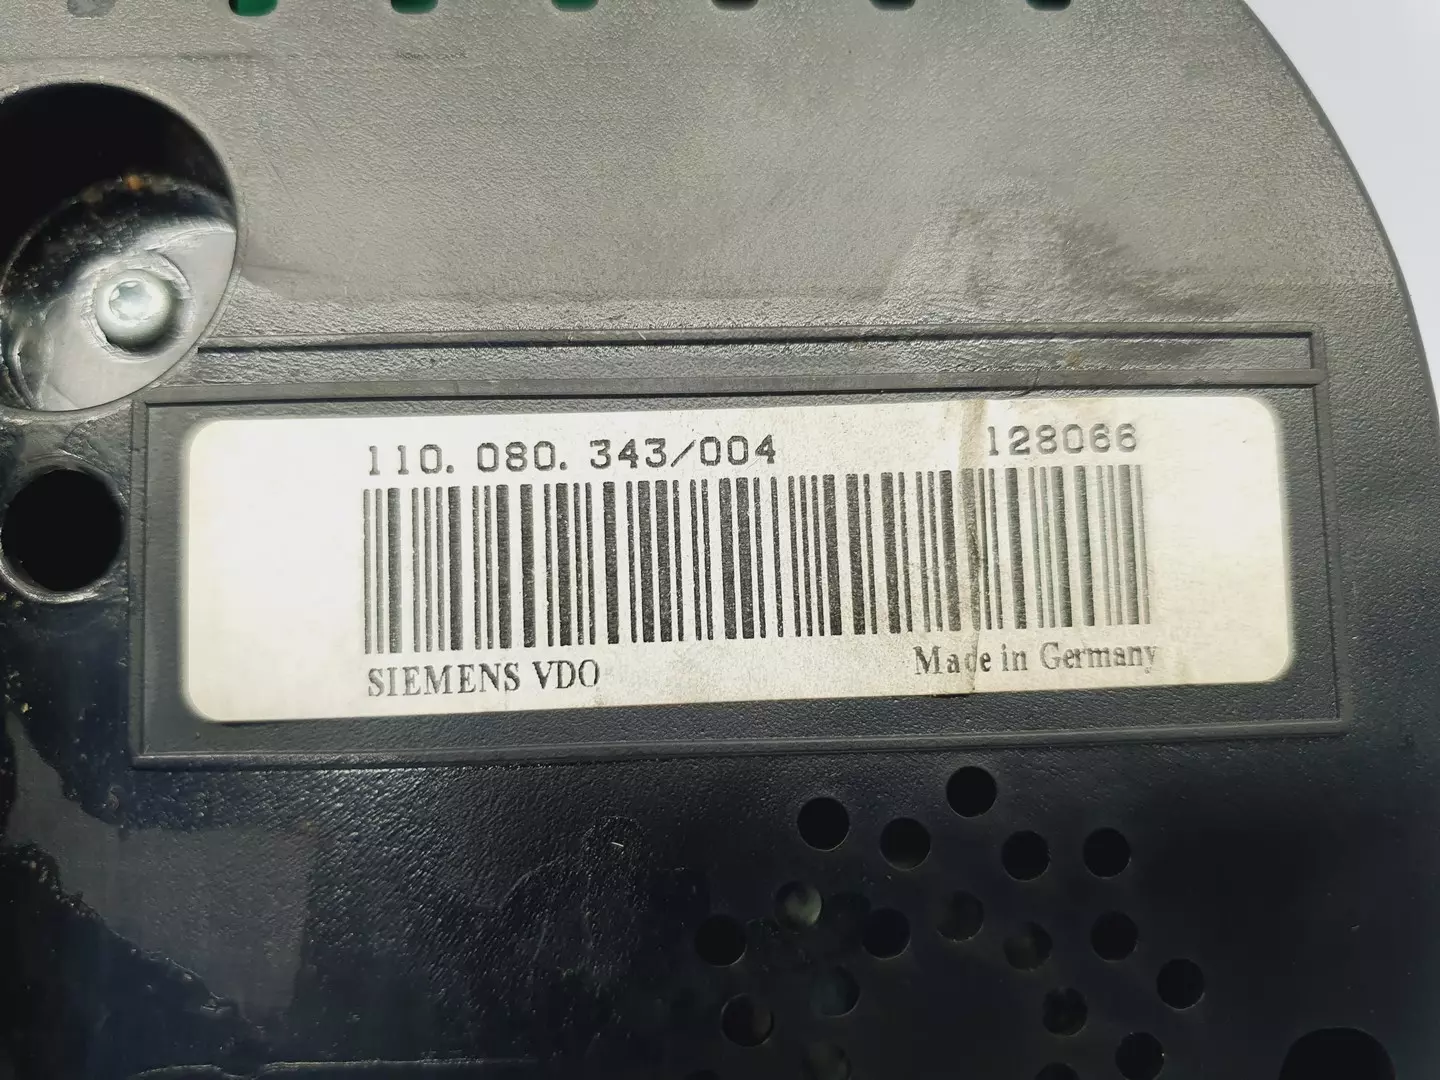 110. 080. 343/004 128066
SIEMENS VDO Made in Germany